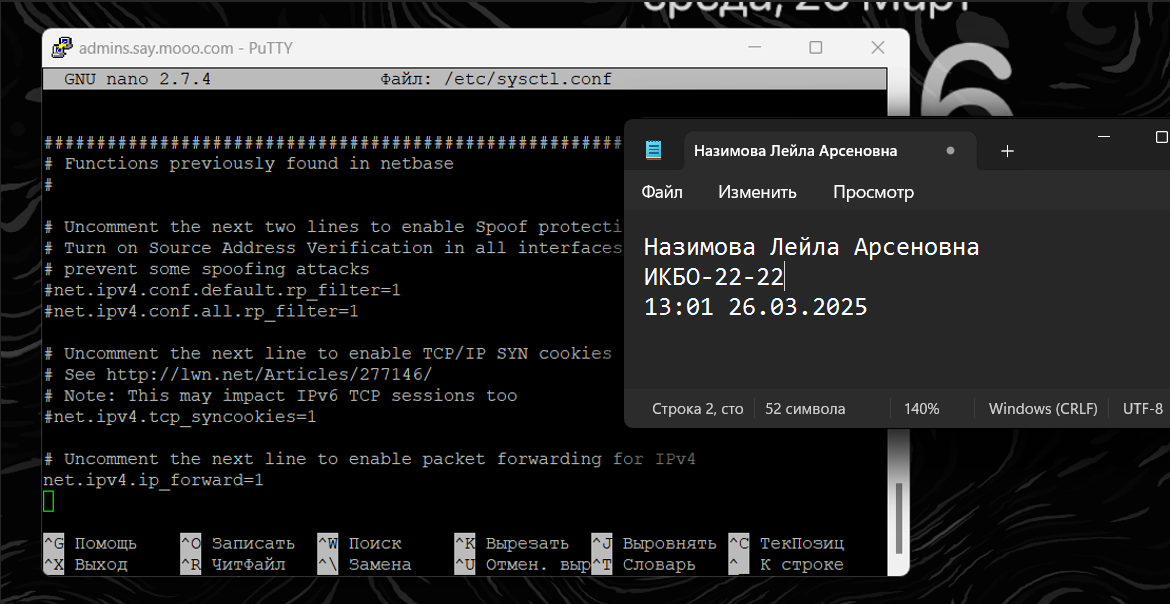 среда, 26 март
6
admins.say.mooo.com - PuTTY
GNU nano 2.7.4 Файл: /etc/sysctl.conf
###################################################
# Functions previously found in netbase
#
# Uncomment the next two lines to enable Spoof protecti
# Turn on Source Address Verification in all interfaces
# prevent some spoofing attacks
#net.ipv4.conf.default.rp_filter=1
#net.ipv4.conf.all.rp_filter=1
# Uncomment the next line to enable TCP/IP SYN cookies
# See http://lwn.net/Articles/277146/
# Note: This may impact IPv6 TCP sessions too
#net.ipv4.tcp_syncookies=1
# Uncomment the next line to enable packet forwarding for IPv4
net.ipv4.ip_forward=1
^G Помощь ^O Записать ^W Поиск ^K Вырезать ^J Выровнять ^C ТекПозиц
^X Выход ^R ЧитФайл ^\ Замена ^U Отмен. выр ^T Словарь ^_ К строке
Назимова Лейла Арсеновна
Файл Изменить Просмотр
Назимова Лейла Арсеновна
ИКБО-22-22
13:01 26.03.2025
Строка 2, сто 52 символа 140% Windows (CRLF) UTF-8